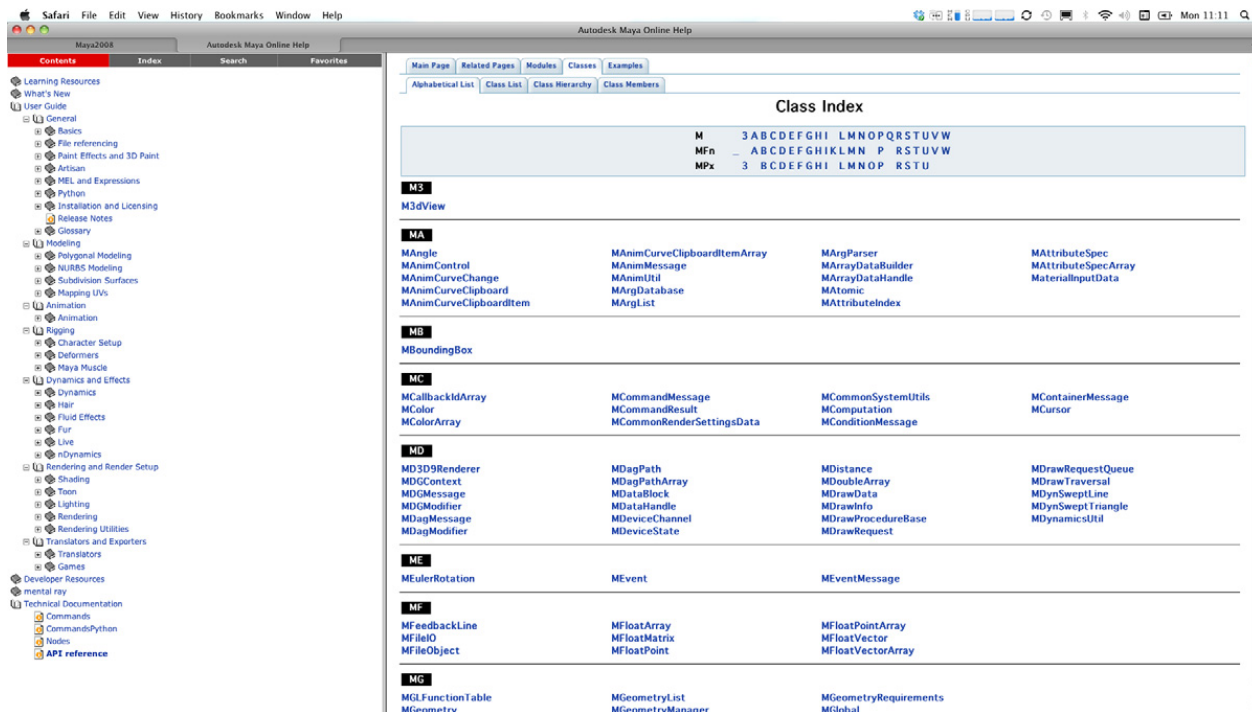 Safari File Edit View History Bookmarks Window Help
Mon 11:11
Autodesk Maya Online Help
Maya2008
Autodesk Maya Online Help
Contents Index Search Favorites
Learning Resources
What's New
User Guide
General
Basics
File referencing
Paint Effects and 3D Paint
Artisan
MEL and Expressions
Python
Installation and Licensing
Release Notes
Glossary
Modeling
Polygonal Modeling
NURBS Modeling
Subdivision Surfaces
Mapping UVs
Animation
Animation
Rigging
Character Setup
Deformers
Maya Muscle
Dynamics and Effects
Dynamics
Hair
Fluid Effects
Fur
Live
nDynamics
Rendering and Render Setup
Shading
Toon
Lighting
Rendering
Rendering Utilities
Translators and Exporters
Translators
Games
Developer Resources
mental ray
Technical Documentation
Commands
CommandsPython
Nodes
API reference
Main Page Related Pages Modules Classes Examples
Alphabetical List Class List Class Hierarchy Class Members
Class Index
M 3 A B C D E F G H I L M N O P Q R S T U V W
MFn _ A B C D E F G H I K L M N P R S T U V W
MPx 3 B C D E F G H I L M N O P R S T U
M3
M3dView
MA
MAngle MAnimCurveClipboardItemArray MArgParser MAttributeSpec
MAnimControl MAnimMessage MArrayDataBuilder MAttributeSpecArray
MAnimCurveChange MAnimUtil MArrayDataHandle MaterialInputData
MAnimCurveClipboard MArgDatabase MAtomic
MAnimCurveClipboardItem MArgList MAttributeIndex
MB
MBoundingBox
MC
MCallbackIdArray MCommandMessage MCommonSystemUtils MContainerMessage
MColor MCommandResult MComputation MCursor
MColorArray MCommonRenderSettingsData MConditionMessage
MD
MD3D9Renderer MDagPath MDistance MDrawRequestQueue
MDGContext MDagPathArray MDoubleArray MDrawTraversal
MDGMessage MDataBlock MDrawData MDynSweptLine
MDGModifier MDataHandle MDrawInfo MDynSweptTriangle
MDagMessage MDeviceChannel MDrawProcedureBase MDynamicsUtil
MDagModifier MDeviceState MDrawRequest
ME
MEulerRotation MEvent MEventMessage
MF
MFeedbackLine MFloatArray MFloatPointArray
MFileIO MFloatMatrix MFloatVector
MFileObject MFloatPoint MFloatVectorArray
MG
MGLFunctionTable MGeometryList MGeometryRequirements
MGeometry MGeometryManager MGlobal